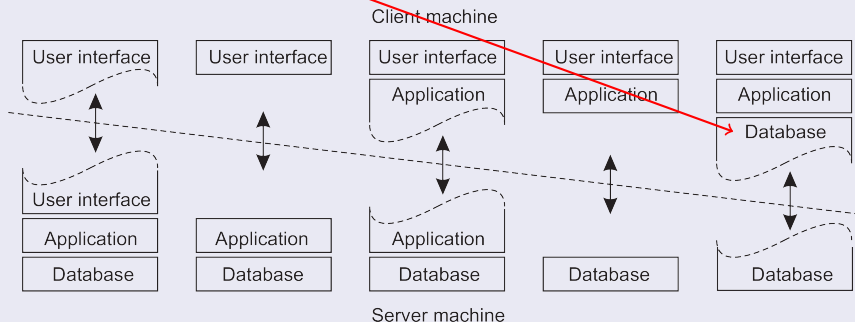 Client machine
User interface
User interface
User interface
User interface
User interface
Application
Application
Application
Database
User interface
Application
Application
Application
Database
Database
Database
Database
Database
Server machine